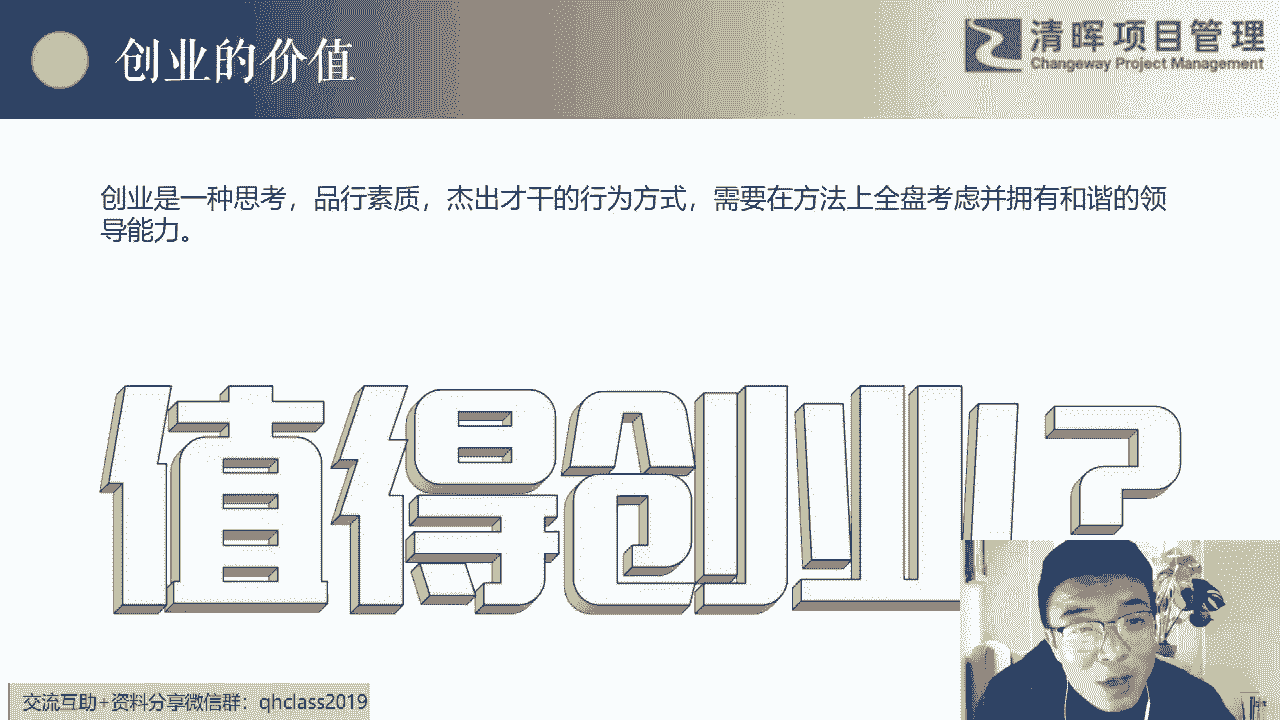 创业的价值
清晖项目管理
Changeway Project Management
创业是一种思考，品行素质，杰出才干的行为方式，需要在方法上全盘考虑并拥有和谐的领
导能力。
值得创业？
交流互助+资料分享微信群：qhclass2019